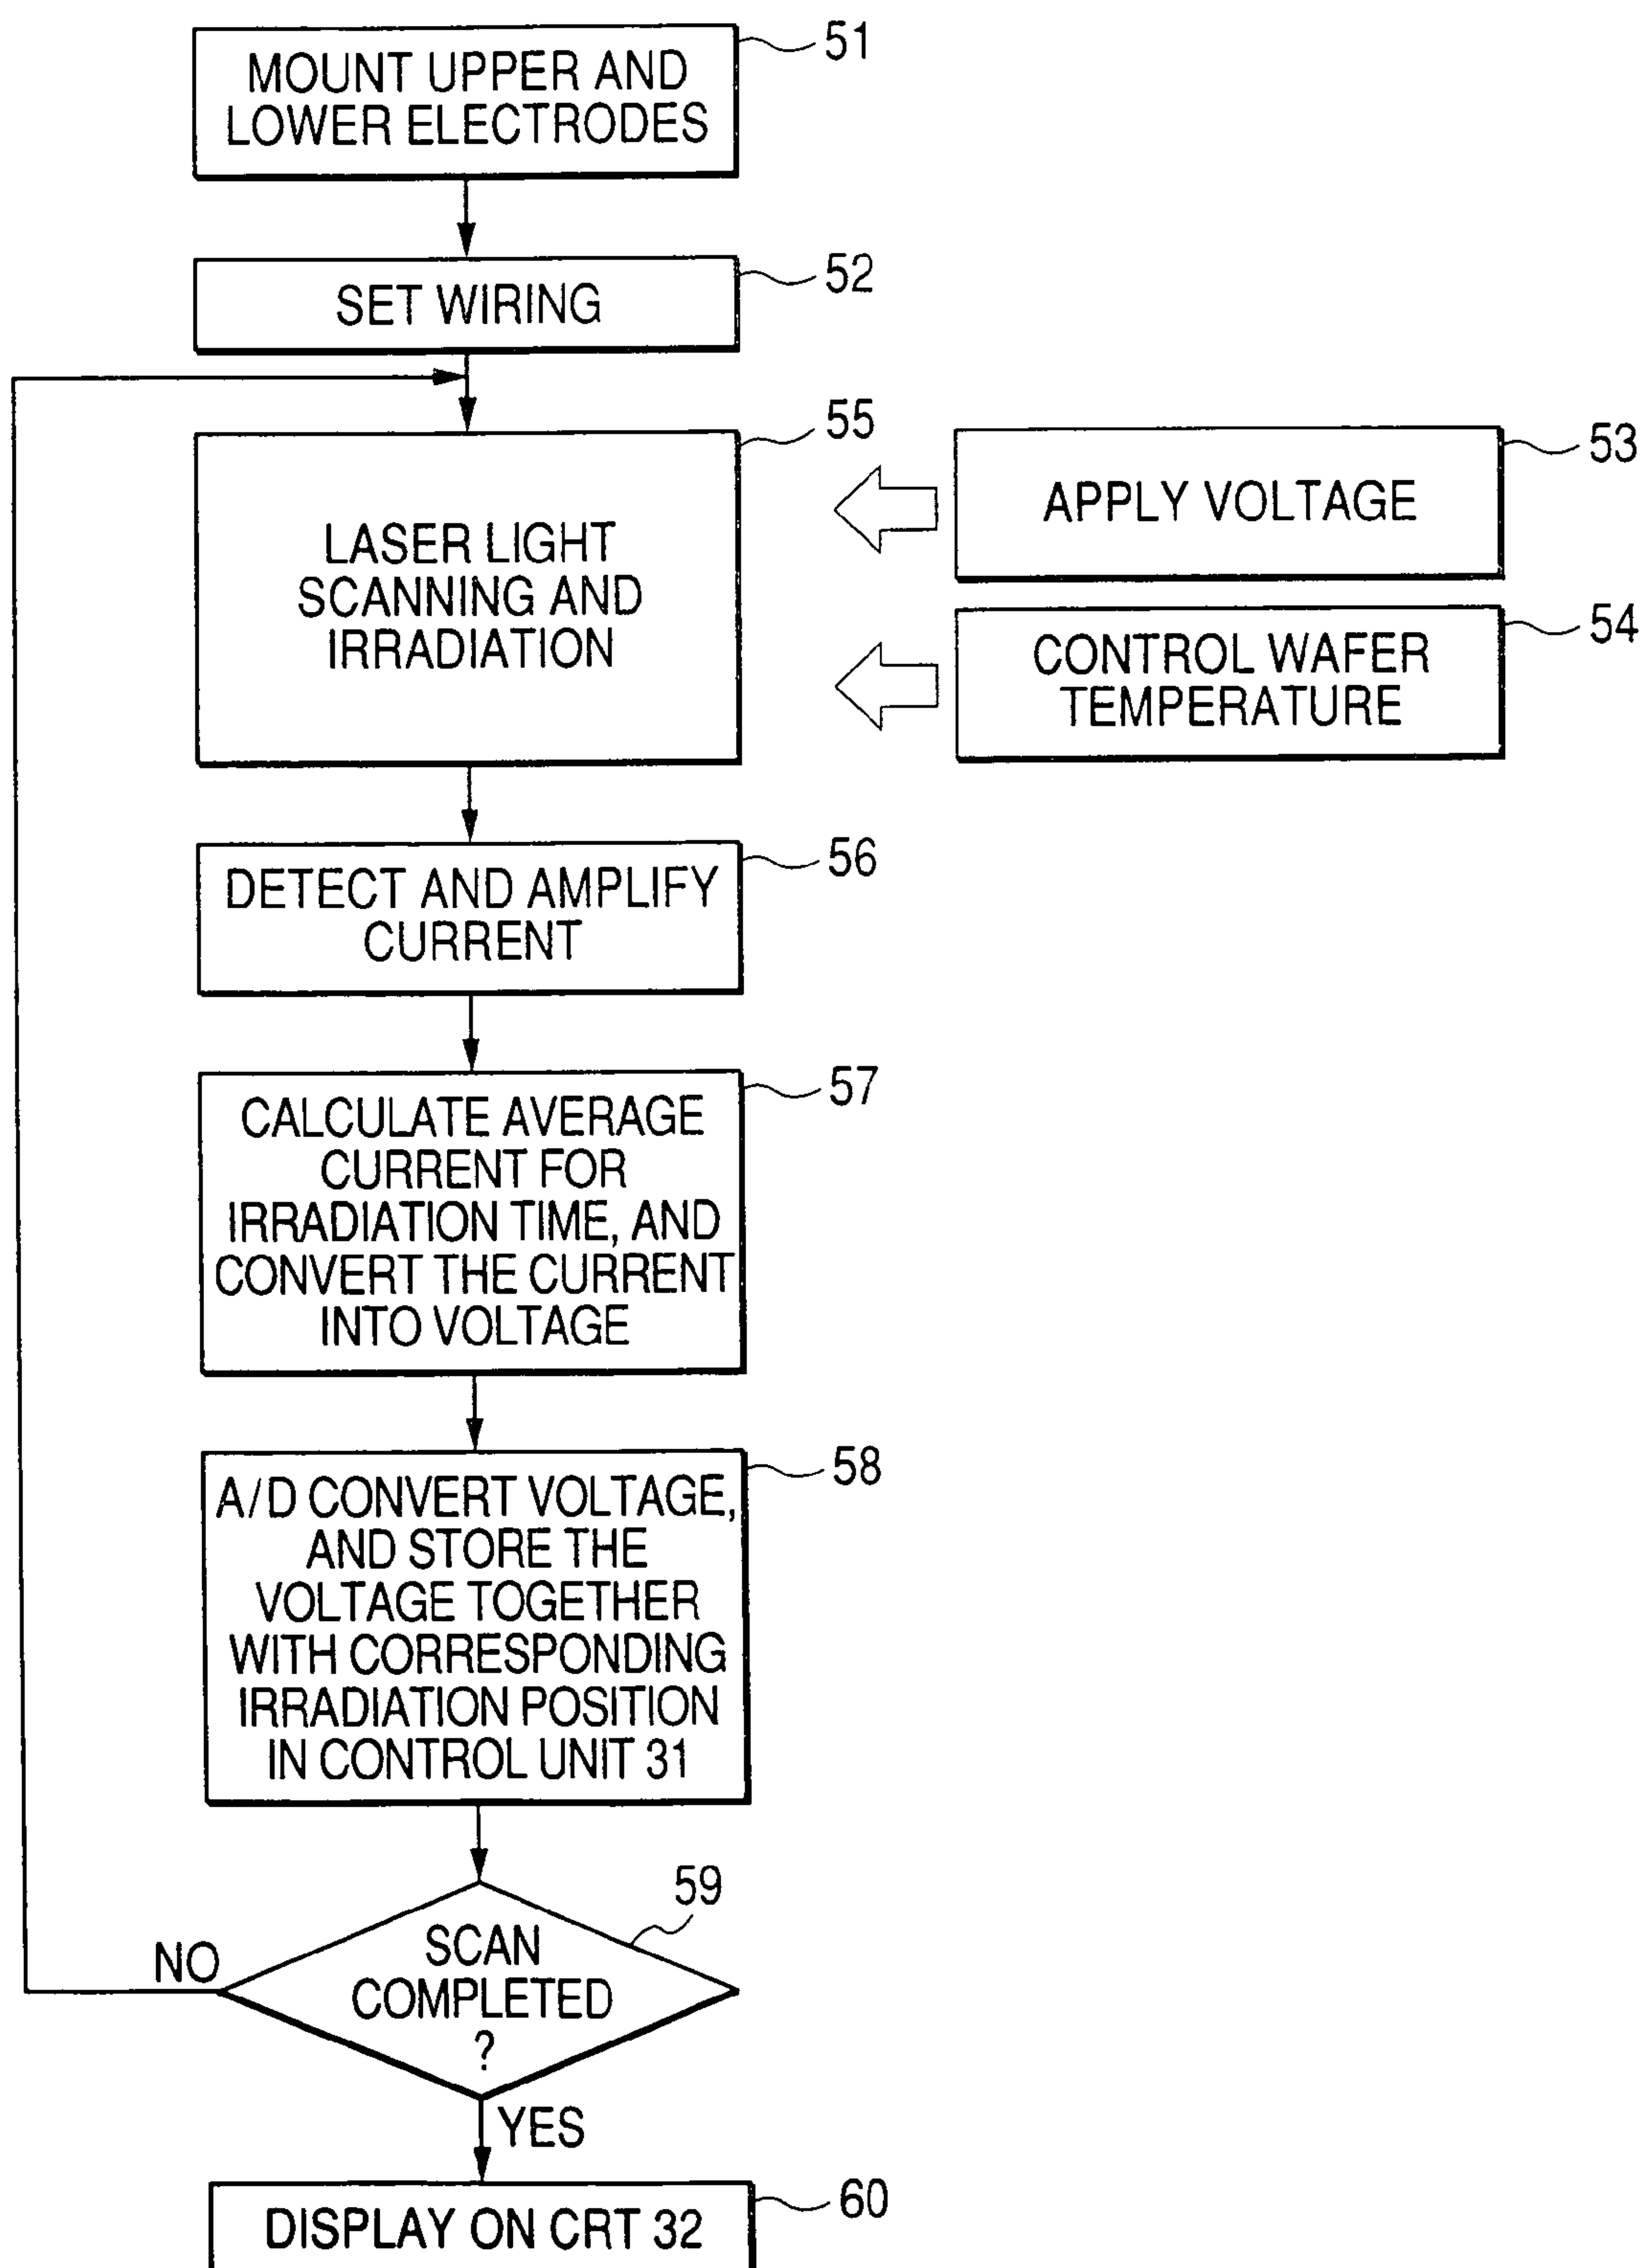 51
MOUNT UPPER AND
LOWER ELECTRODES
52
SET WIRING
55
LASER LIGHT
SCANNING AND
IRRADIATION
53
APPLY VOLTAGE
54
CONTROL WAFER
TEMPERATURE
56
DETECT AND AMPLIFY
CURRENT
57
CALCULATE AVERAGE
CURRENT FOR
IRRADIATION TIME, AND
CONVERT THE CURRENT
INTO VOLTAGE
58
A/D CONVERT VOLTAGE,
AND STORE THE
VOLTAGE TOGETHER
WITH CORRESPONDING
IRRADIATION POSITION
IN CONTROL UNIT 31
59
SCAN
COMPLETED
?
NO
YES
60
DISPLAY ON CRT 32